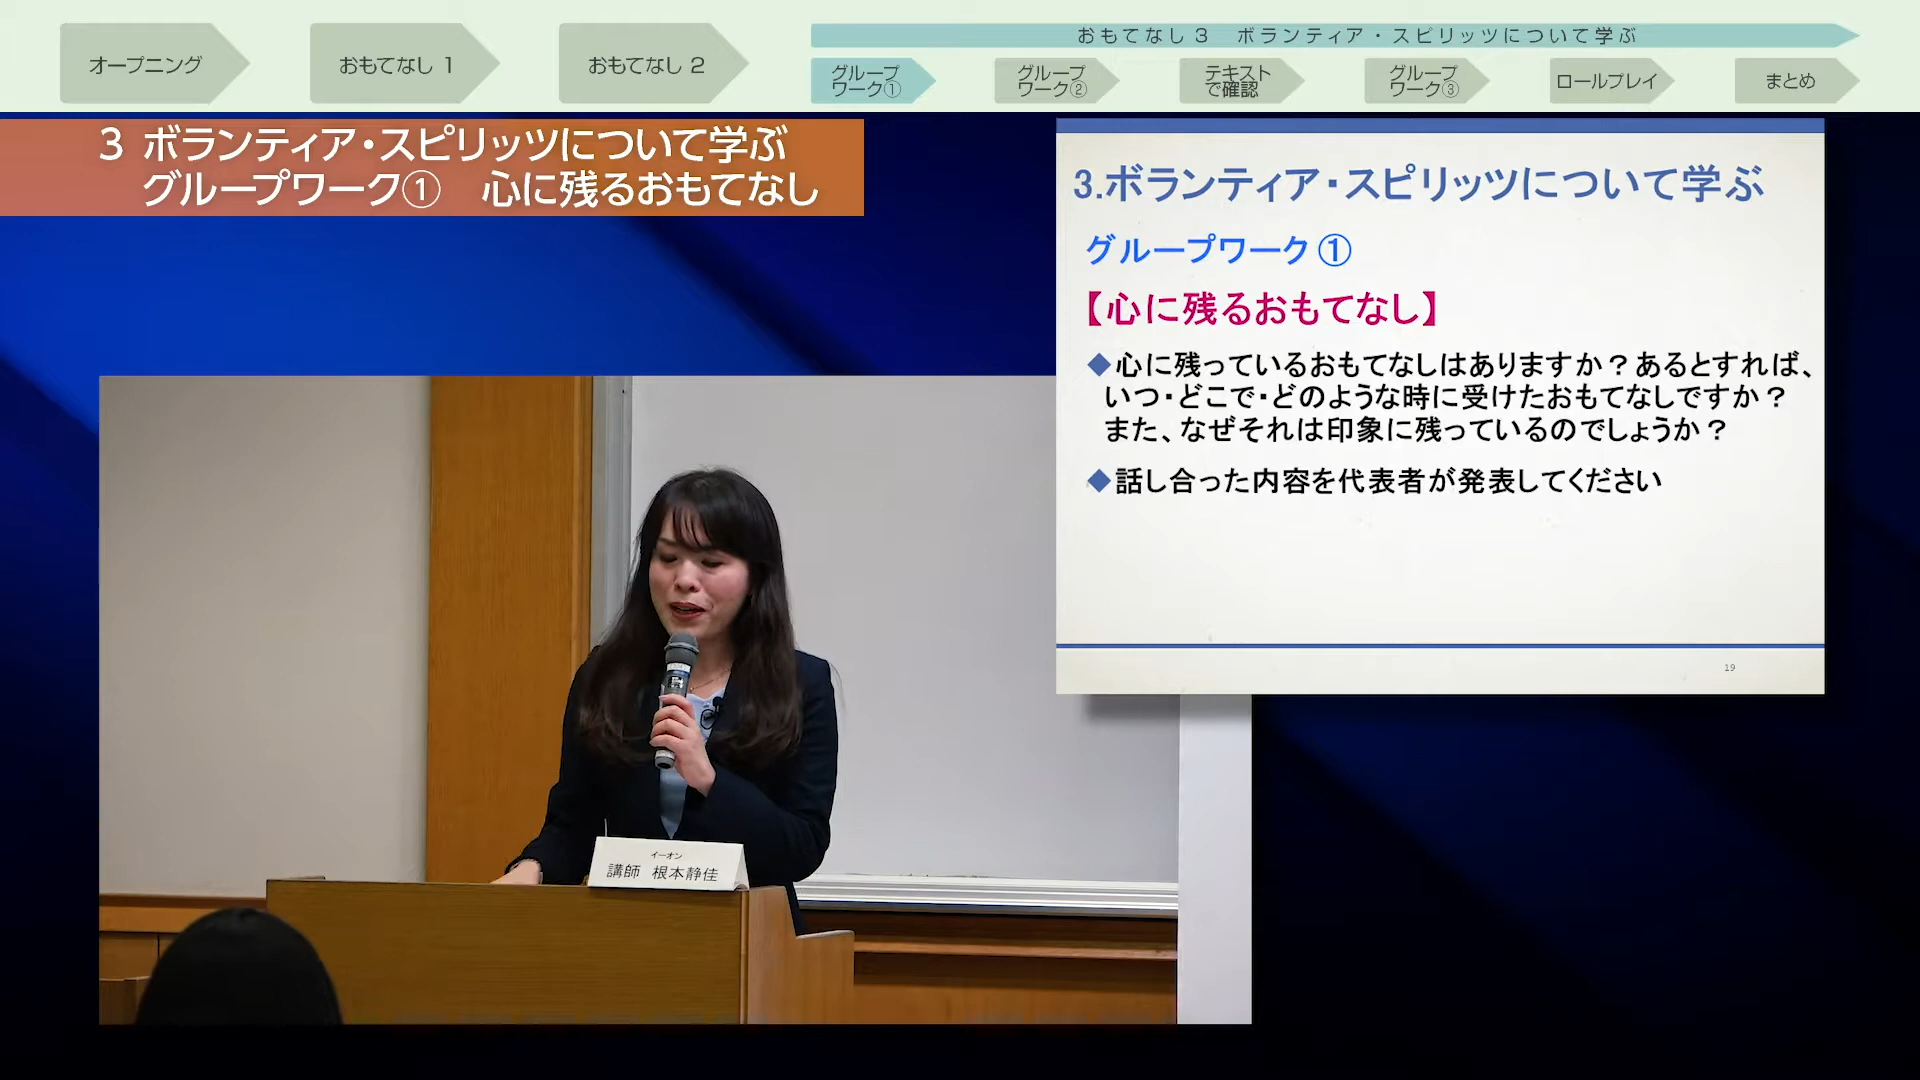 オープニング
おもてなし 1
おもてなし 2
おもてなし 3　ボランティア・スピリッツについて学ぶ
グループ
ワーク①
グループ
ワーク②
テキスト
で確認
グループ
ワーク③
ロールプレイ
まとめ
3 ボランティア・スピリッツについて学ぶ
グループワーク①　心に残るおもてなし
3.ボランティア・スピリッツについて学ぶ
グループワーク①
【心に残るおもてなし】
◆心に残っているおもてなしはありますか？あるとすれば、
いつ・どこで・どのような時に受けたおもてなしですか？
また、なぜそれは印象に残っているのでしょうか？
◆話し合った内容を代表者が発表してください
19
イーオン
講師 根本静佳